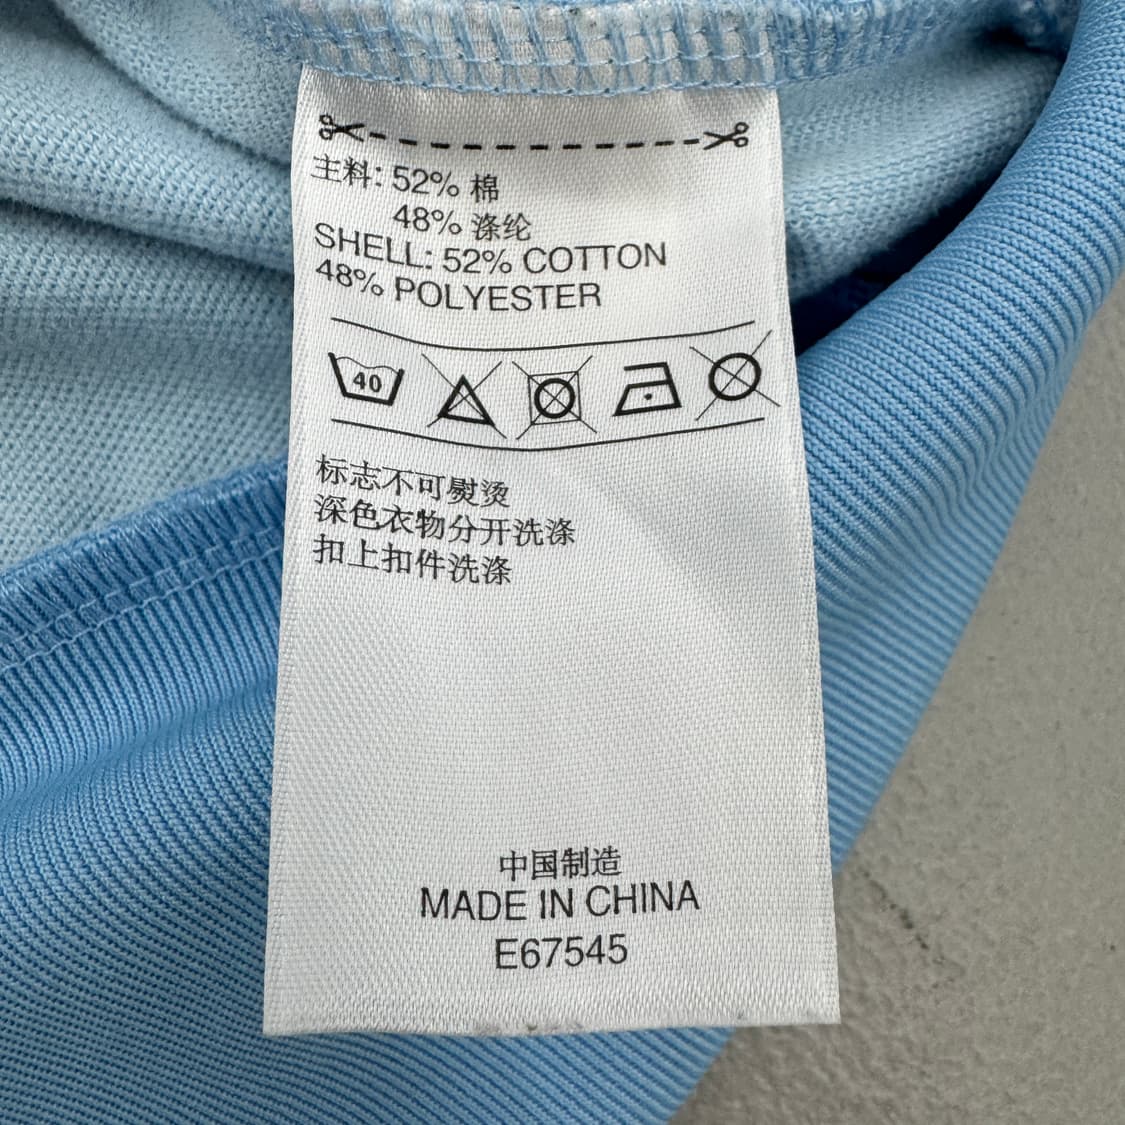 主料: 52% 棉
48% 涤纶
SHELL: 52% COTTON
48% POLYESTER
40
标志不可熨烫
深色衣物分开洗涤
扣上扣件洗涤
中国制造
MADE IN CHINA
E67545